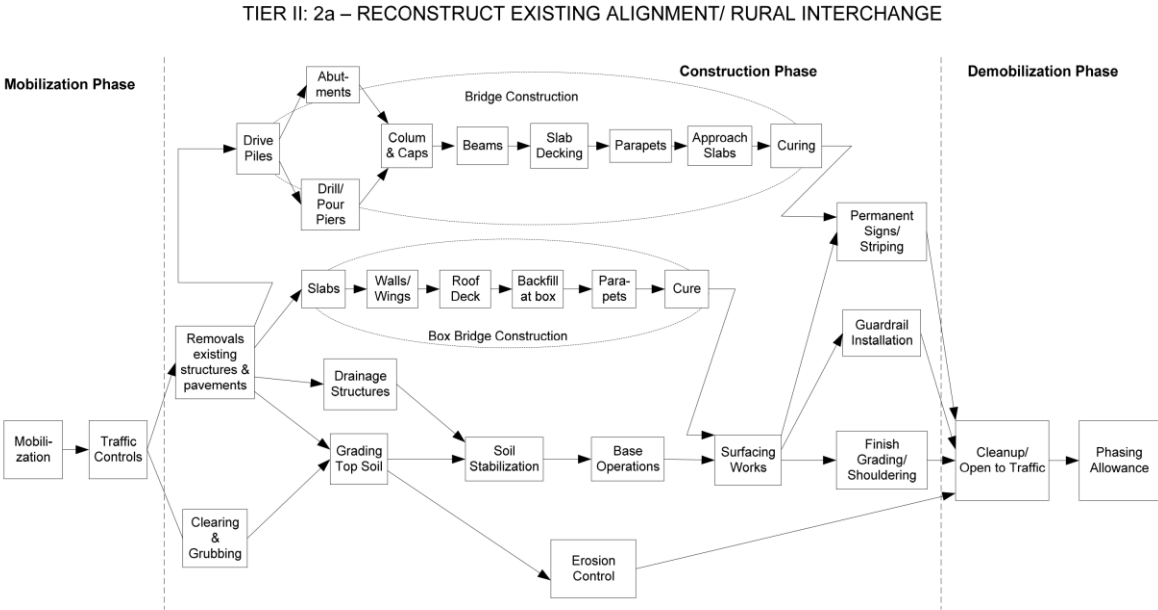 TIER II: 2a – RECONSTRUCT EXISTING ALIGNMENT/ RURAL INTERCHANGE
Mobilization Phase
Construction Phase
Demobilization Phase
Bridge Construction
Drive
Piles
Abut-
ments
Drill/
Pour
Piers
Colum
& Caps
Beams
Slab
Decking
Parapets
Approach
Slabs
Curing
Slabs
Walls/
Wings
Roof
Deck
Backfill
at box
Para-
pets
Cure
Box Bridge Construction
Permanent
Signs/
Striping
Guardrail
Installation
Removals
existing
structures &
pavements
Drainage
Structures
Mobili-
zation
Traffic
Controls
Grading
Top Soil
Soil
Stabilization
Base
Operations
Surfacing
Works
Finish
Grading/
Shouldering
Cleanup/
Open to Traffic
Phasing
Allowance
Clearing
&
Grubbing
Erosion
Control